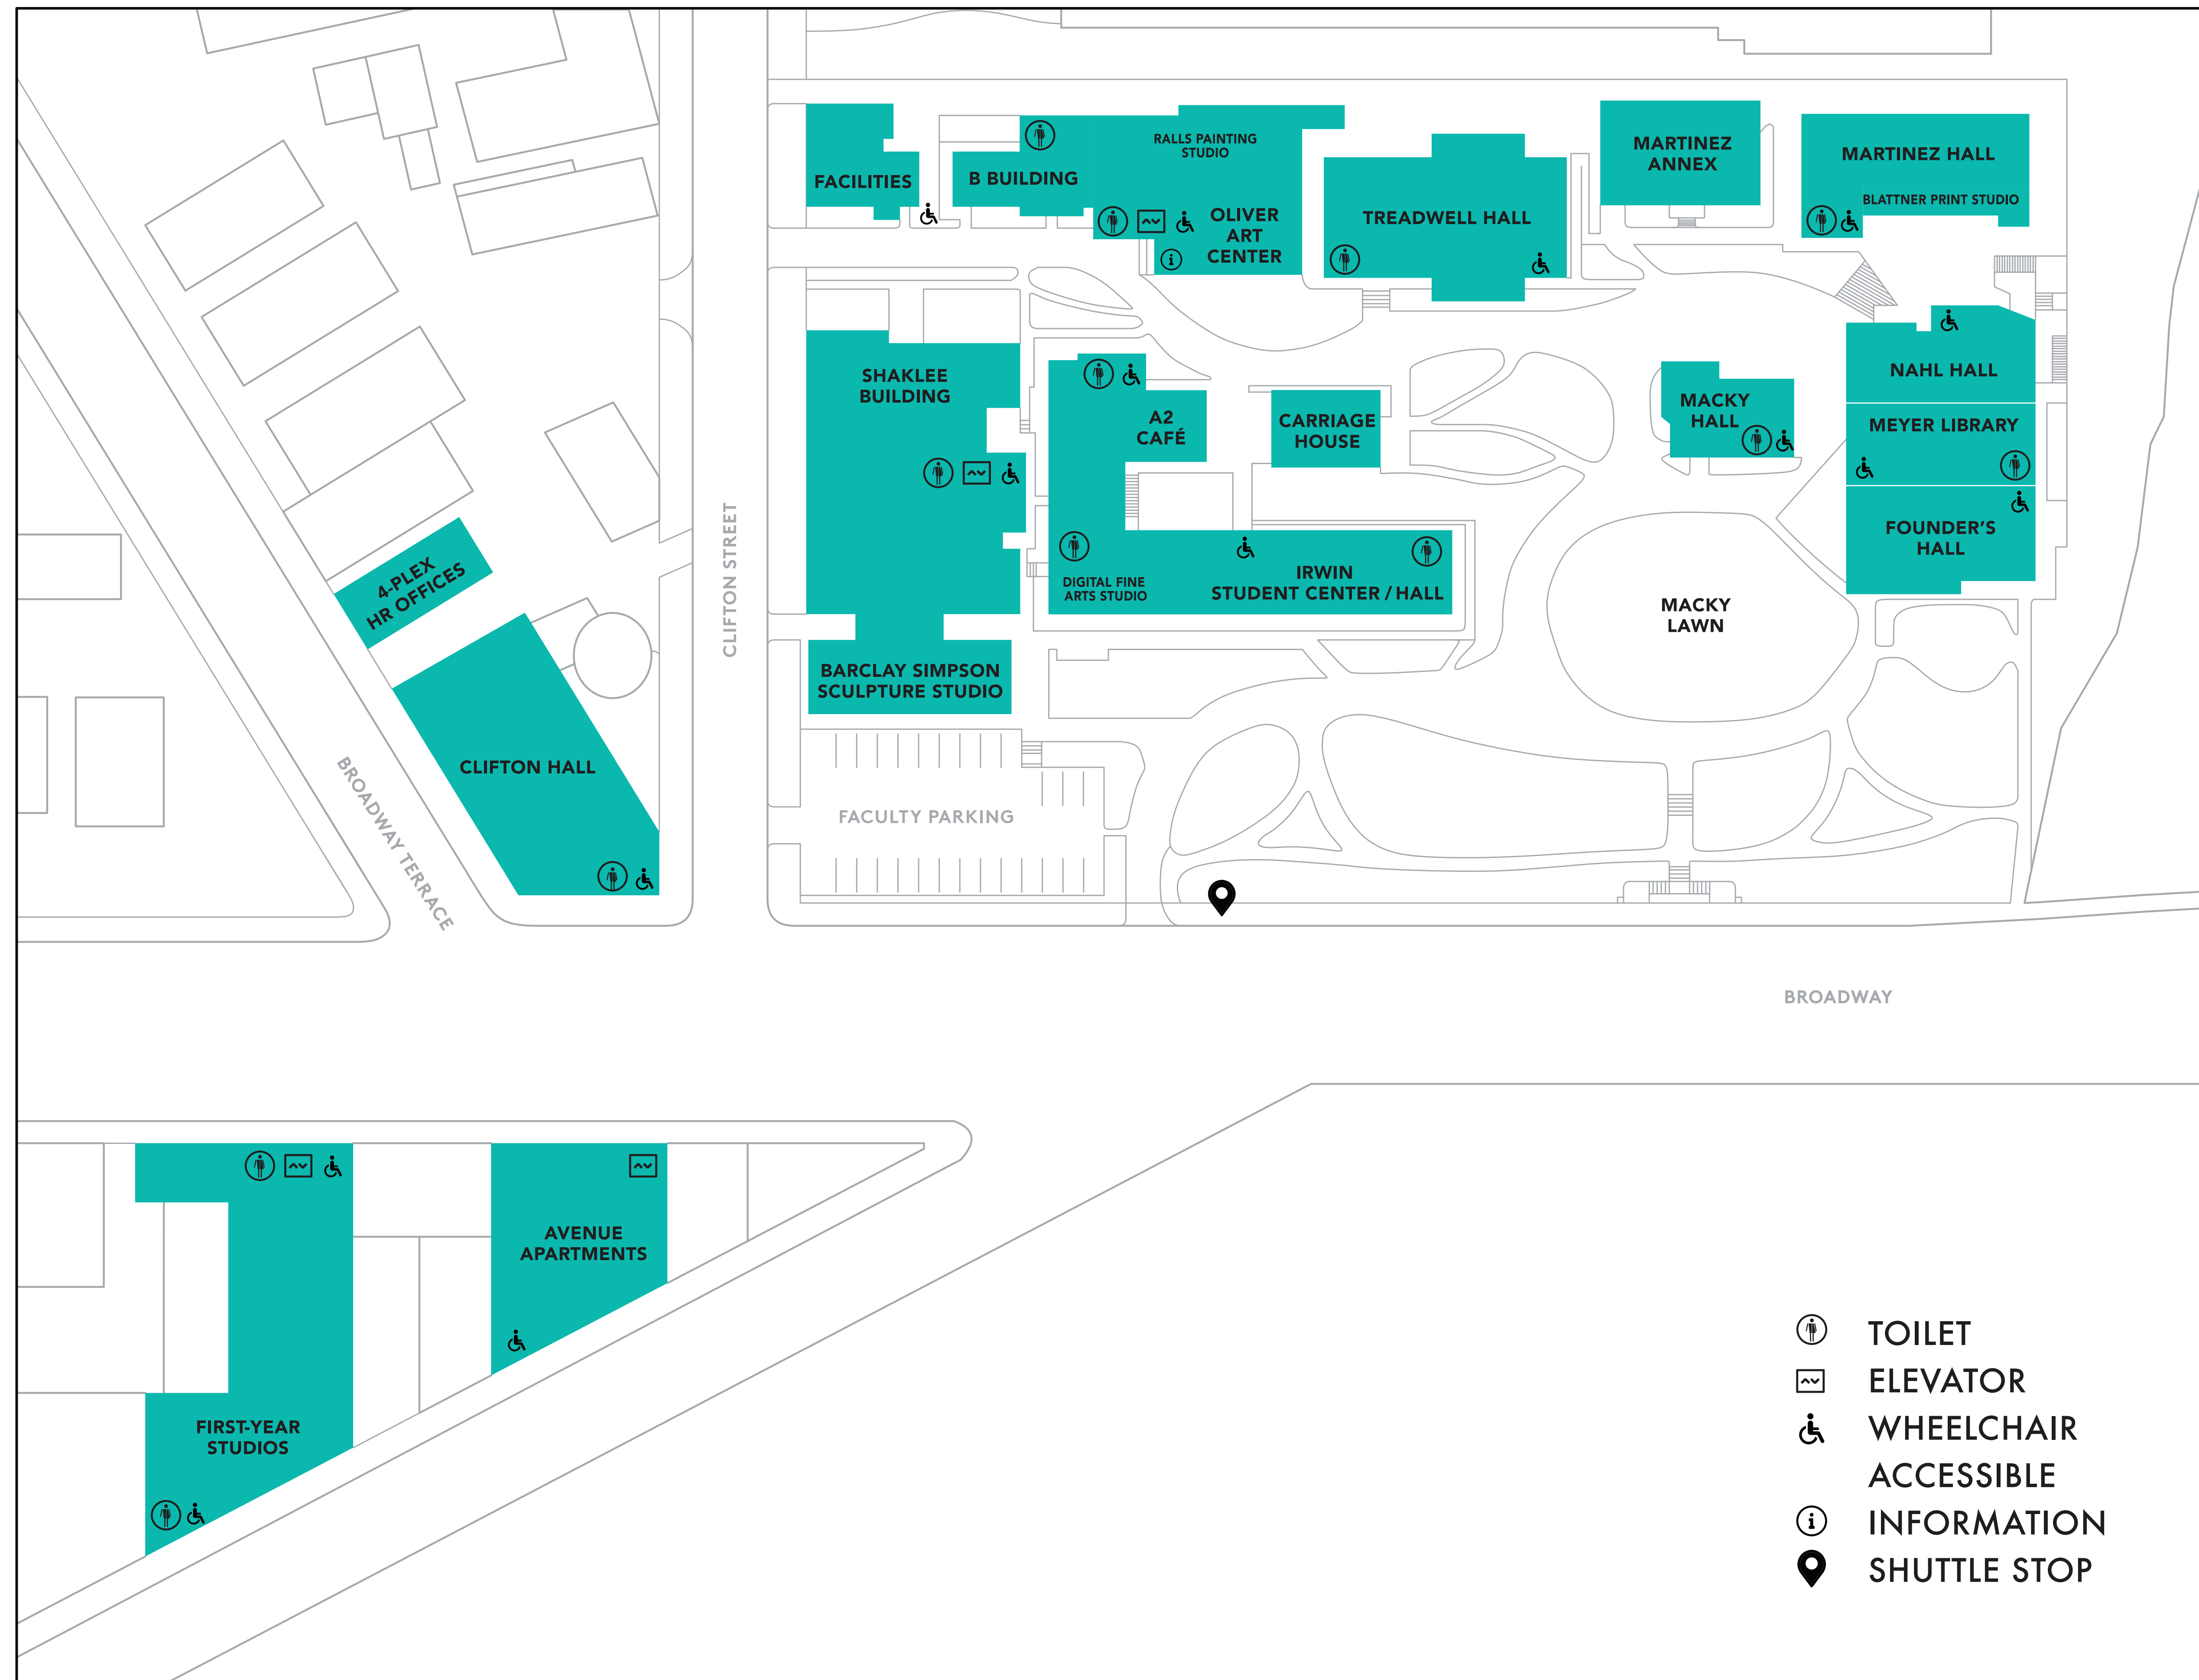 RALLS PAINTING
STUDIO
MARTINEZ
ANNEX
MARTINEZ HALL
FACILITIES
B BUILDING
BLATTNER PRINT STUDIO
OLIVER
ART
CENTER
TREADWELL HALL
SHAKLEE
BUILDING
A2
CAFÉ
CARRIAGE
HOUSE
MACKY
HALL
NAHL HALL
MEYER LIBRARY
FOUNDER'S
HALL
4-PLEX
HR OFFICES
CLIFTON STREET
DIGITAL FINE
ARTS STUDIO
IRWIN
STUDENT CENTER / HALL
MACKY
LAWN
BARCLAY SIMPSON
SCULPTURE STUDIO
CLIFTON HALL
BROADWAY TERRACE
FACULTY PARKING
BROADWAY
AVENUE
APARTMENTS
FIRST-YEAR
STUDIOS
TOILET
ELEVATOR
WHEELCHAIR
ACCESSIBLE
INFORMATION
SHUTTLE STOP